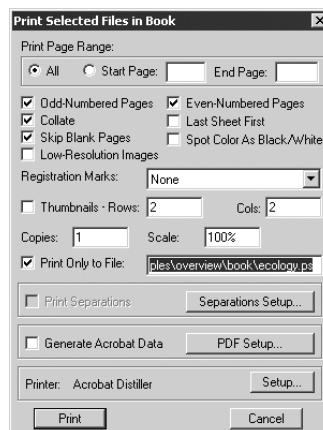 Print Selected Files in Book
Print Page Range:
All Start Page: End Page:
Odd-Numbered Pages Even-Numbered Pages
Collate Last Sheet First
Skip Blank Pages Spot Color As Black/White
Low-Resolution Images
Registration Marks: None
Thumbnails - Rows: 2 Cols: 2
Copies: 1 Scale: 100%
Print Only to File: ples\overview\book\ecology.ps
Print Separations Separations Setup...
Generate Acrobat Data PDF Setup...
Printer: Acrobat Distiller Setup...
Print Cancel